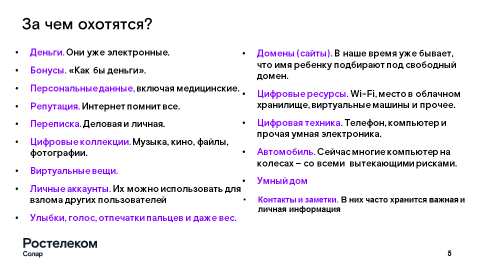 За чем охотятся?
• Деньги. Они уже электронные.
• Бонусы. «Как бы деньги».
• Персональные данные, включая медицинские.
• Репутация. Интернет помнит все.
• Переписка. Деловая и личная.
• Цифровые коллекции. Музыка, кино, файлы,
фотографии.
• Виртуальные вещи.
• Личные аккаунты. Их можно использовать для
взлома других пользователей
• Улыбки, голос, отпечатки пальцев и даже вес.
• Домены (сайты). В наше время уже бывает,
что имя ребенку подбирают под свободный
домен.
• Цифровые ресурсы. Wi-Fi, место в облачном
хранилище, виртуальные машины и прочее.
• Цифровая техника. Телефон, компьютер и
прочая умная электроника.
• Автомобиль. Сейчас многие компьютер на
колесах – со всеми вытекающими рисками.
• Умный дом
• Контакты и заметки. В них часто хранится важная и
личная информация
Ростелеком
Солар
5